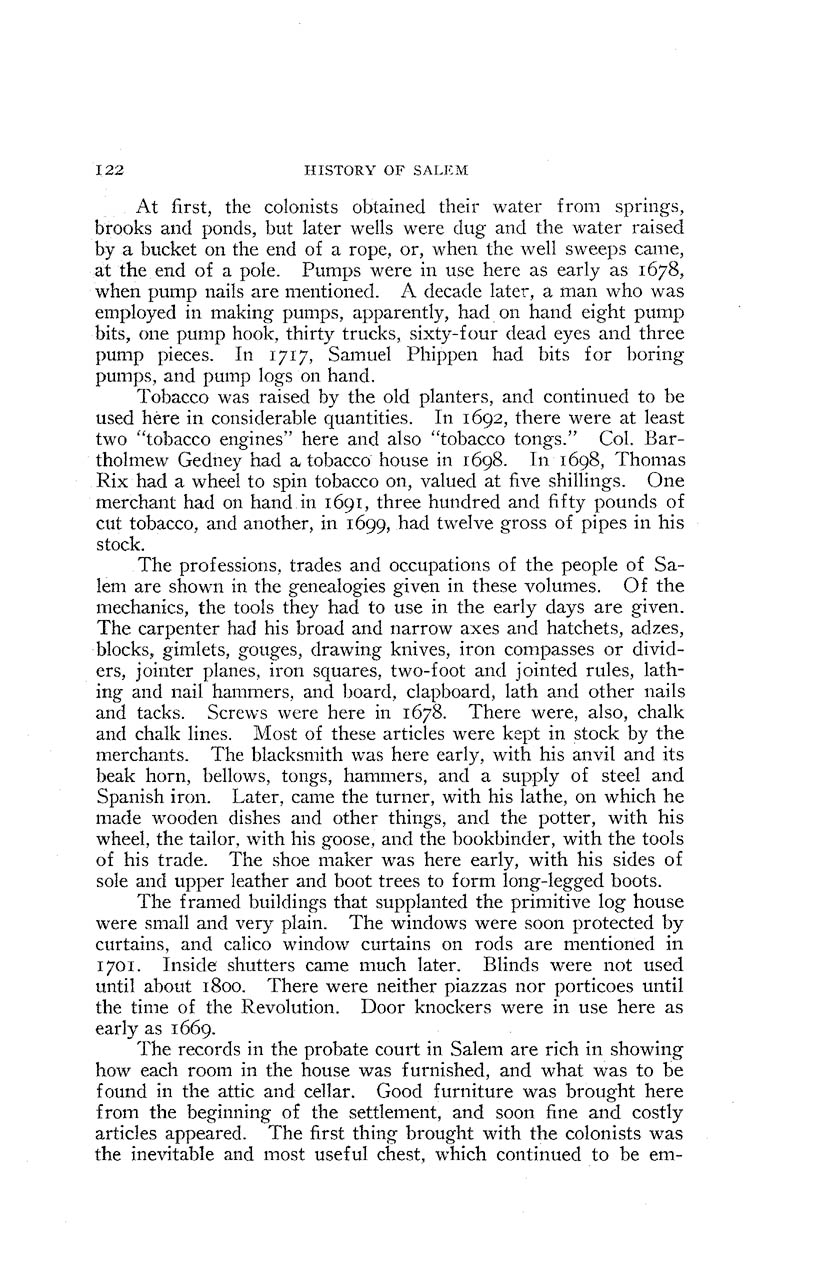 122 HISTORY OF SALEM
At first, the colonists obtained their water from springs,
brooks and ponds, but later wells were dug and the water raised
by a bucket on the end of a rope, or, when the well sweeps came,
at the end of a pole. Pumps were in use here as early as 1678,
when pump nails are mentioned. A decade later, a man who was
employed in making pumps, apparently, had on hand eight pump
bits, one pump hook, thirty trucks, sixty-four dead eyes and three
pump pieces. In 1717, Samuel Phippen had bits for boring
pumps, and pump logs on hand.
Tobacco was raised by the old planters, and continued to be
used here in considerable quantities. In 1692, there were at least
two "tobacco engines" here and also "tobacco tongs." Col. Bar-
tholmew Gedney had a tobacco house in 1698. In 1698, Thomas
Rix had a wheel to spin tobacco on, valued at five shillings. One
merchant had on hand in 1691, three hundred and fifty pounds of
cut tobacco, and another, in 1699, had twelve gross of pipes in his
stock.
The professions, trades and occupations of the people of Sa-
lem are shown in the genealogies given in these volumes. Of the
mechanics, the tools they had to use in the early days are given.
The carpenter had his broad and narrow axes and hatchets, adzes,
blocks, gimlets, gouges, drawing knives, iron compasses or divid-
ers, jointer planes, iron squares, two-foot and jointed rules, lath-
ing and nail hammers, and board, clapboard, lath and other nails
and tacks. Screws were here in 1678. There were, also, chalk
and chalk lines. Most of these articles were kept in stock by the
merchants. The blacksmith was here early, with his anvil and its
beak horn, bellows, tongs, hammers, and a supply of steel and
Spanish iron. Later, came the turner, with his lathe, on which he
made wooden dishes and other things, and the potter, with his
wheel, the tailor, with his goose, and the bookbinder, with the tools
of his trade. The shoe maker was here early, with his sides of
sole and upper leather and boot trees to form long-legged boots.
The framed buildings that supplanted the primitive log house
were small and very plain. The windows were soon protected by
curtains, and calico window curtains on rods are mentioned in
1701. Inside shutters came much later. Blinds were not used
until about 1800. There were neither piazzas nor porticoes until
the time of the Revolution. Door knockers were in use here as
early as 1669.
The records in the probate court in Salem are rich in showing
how each room in the house was furnished, and what was to be
found in the attic and cellar. Good furniture was brought here
from the beginning of the settlement, and soon fine and costly
articles appeared. The first thing brought with the colonists was
the inevitable and most useful chest, which continued to be em-